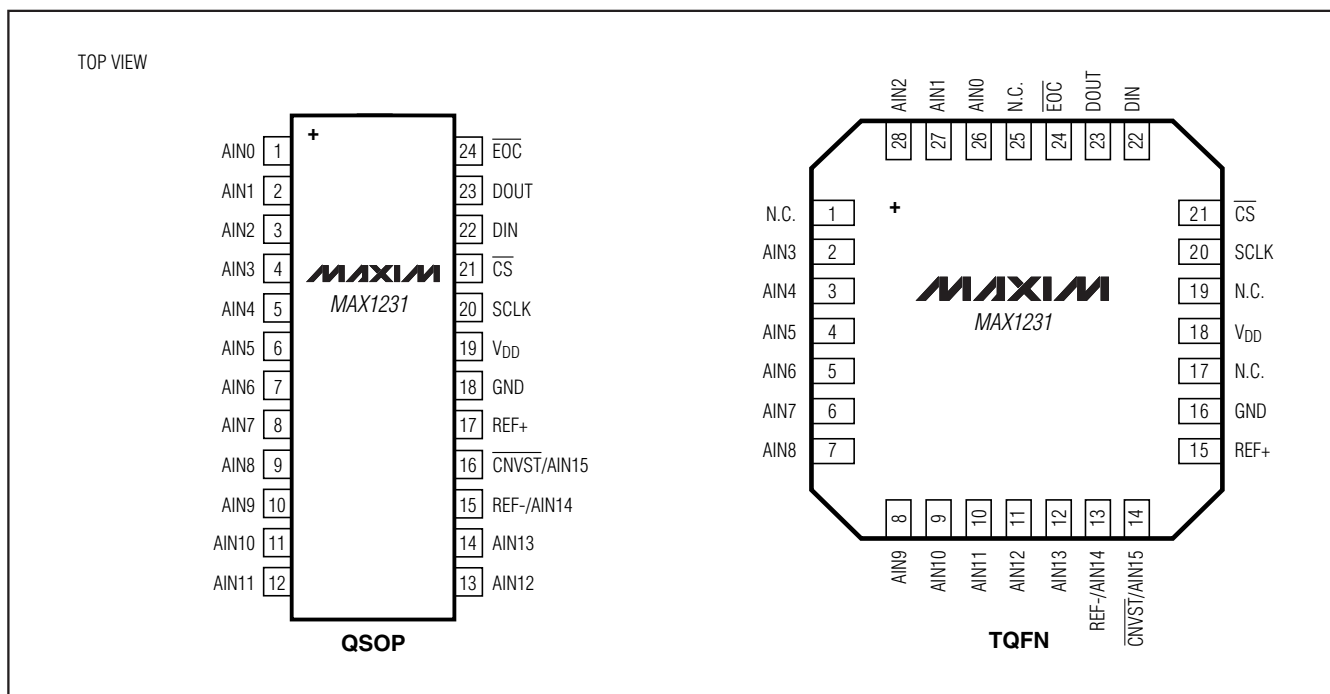 TOP VIEW
+
AIN0 1
AIN1 2
AIN2 3
AIN3 4
AIN4 5
AIN5 6
AIN6 7
AIN7 8
AIN8 9
AIN9 10
AIN10 11
AIN11 12
MAXIM
MAX1231
24 EOC
23 DOUT
22 DIN
21 CS
20 SCLK
19 VDD
18 GND
17 REF+
16 CNVST/AIN15
15 REF-/AIN14
14 AIN13
13 AIN12
QSOP
AIN2 28
AIN1 27
AIN0 26
N.C. 25
EOC 24
DOUT 23
DIN 22
+
N.C. 1
AIN3 2
AIN4 3
AIN5 4
AIN6 5
AIN7 6
AIN8 7
MAXIM
MAX1231
21 CS
20 SCLK
19 N.C.
18 VDD
17 N.C.
16 GND
15 REF+
8 AIN9
9 AIN10
10 AIN11
11 AIN12
12 AIN13
13 REF-/AIN14
14 CNVST/AIN15
TQFN